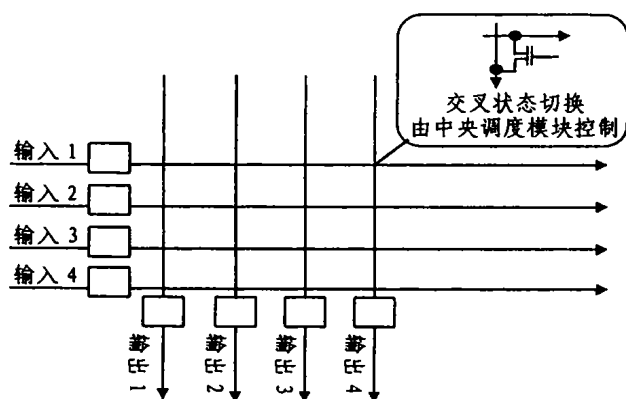 交叉状态切换
由中央调度模块控制
输入 1
输入 2
输入 3
输入 4
输出 1
输出 2
输出 3
输出 4